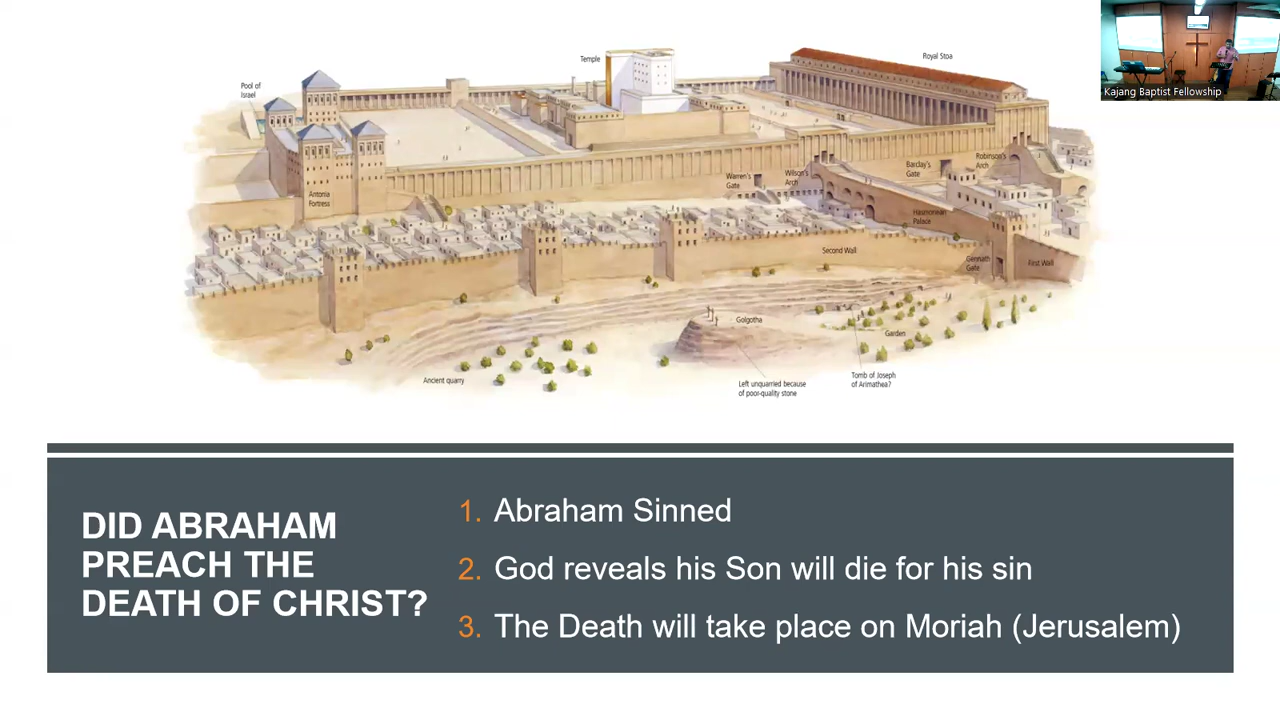 Kajang Baptist Fellowship
Temple
Royal Stoa
Pool of
Israel
Antonia
Fortress
Warren's
Gate
Wilson's
Arch
Barclay's
Gate
Robinson's
Arch
Hasmonean
Palace
Second Wall
Gennath
Gate
First Wall
Golgotha
Garden
Ancient quarry
Left unquarried because
of poor-quality stone
Tomb of Joseph
of Arimathea?
DID ABRAHAM
PREACH THE
DEATH OF CHRIST?
1. Abraham Sinned
2. God reveals his Son will die for his sin
3. The Death will take place on Moriah (Jerusalem)